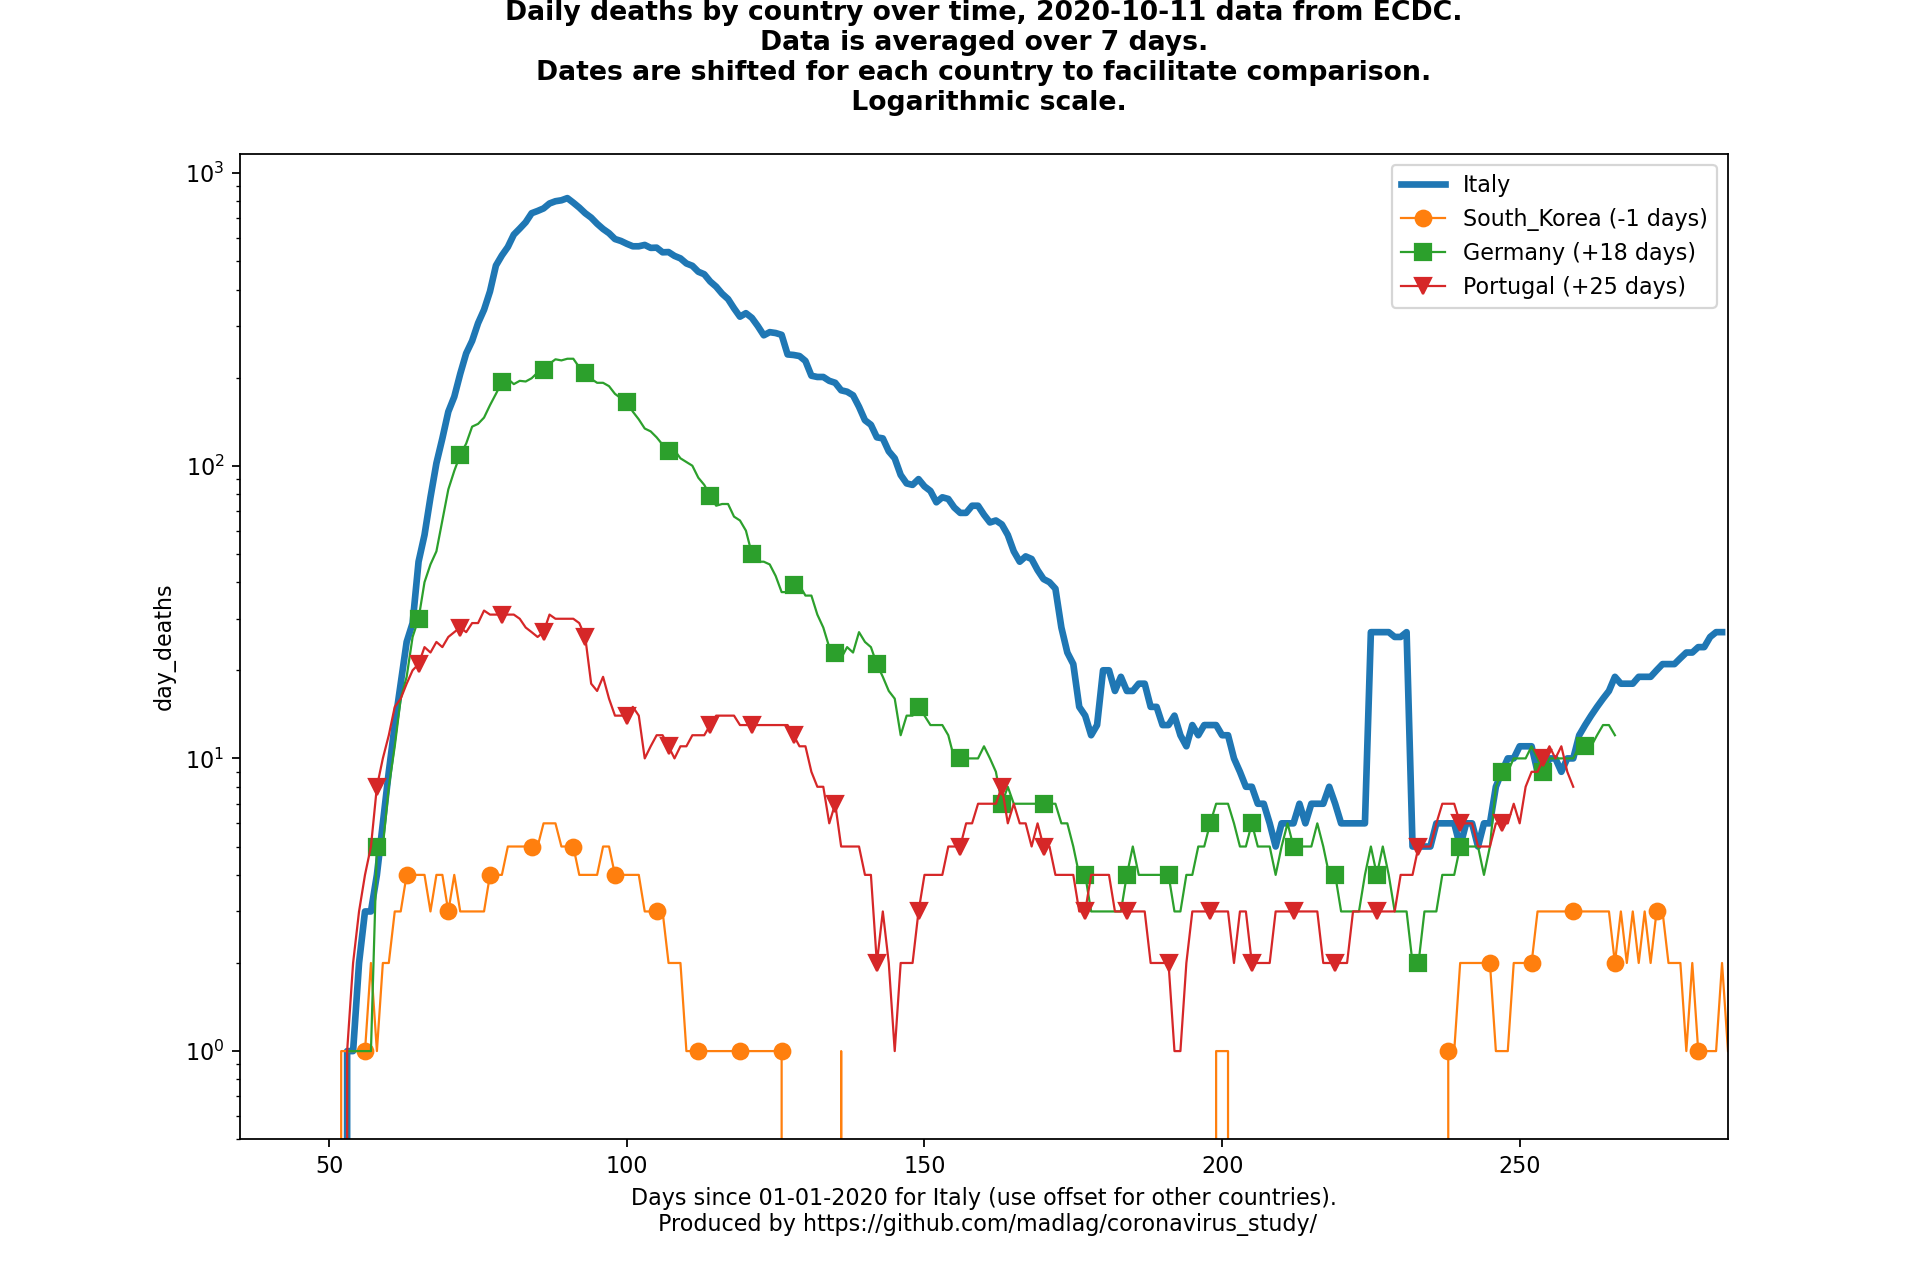 Daily deaths by country over time, 2020-10-11 data from ECDC.
Data is averaged over 7 days.
Dates are shifted for each country to facilitate comparison.
Logarithmic scale.
10³
10²
10¹
10⁰
day_deaths
Italy
South_Korea (-1 days)
Germany (+18 days)
Portugal (+25 days)
50 100 150 200 250
Days since 01-01-2020 for Italy (use offset for other countries).
Produced by https://github.com/madlag/coronavirus_study/